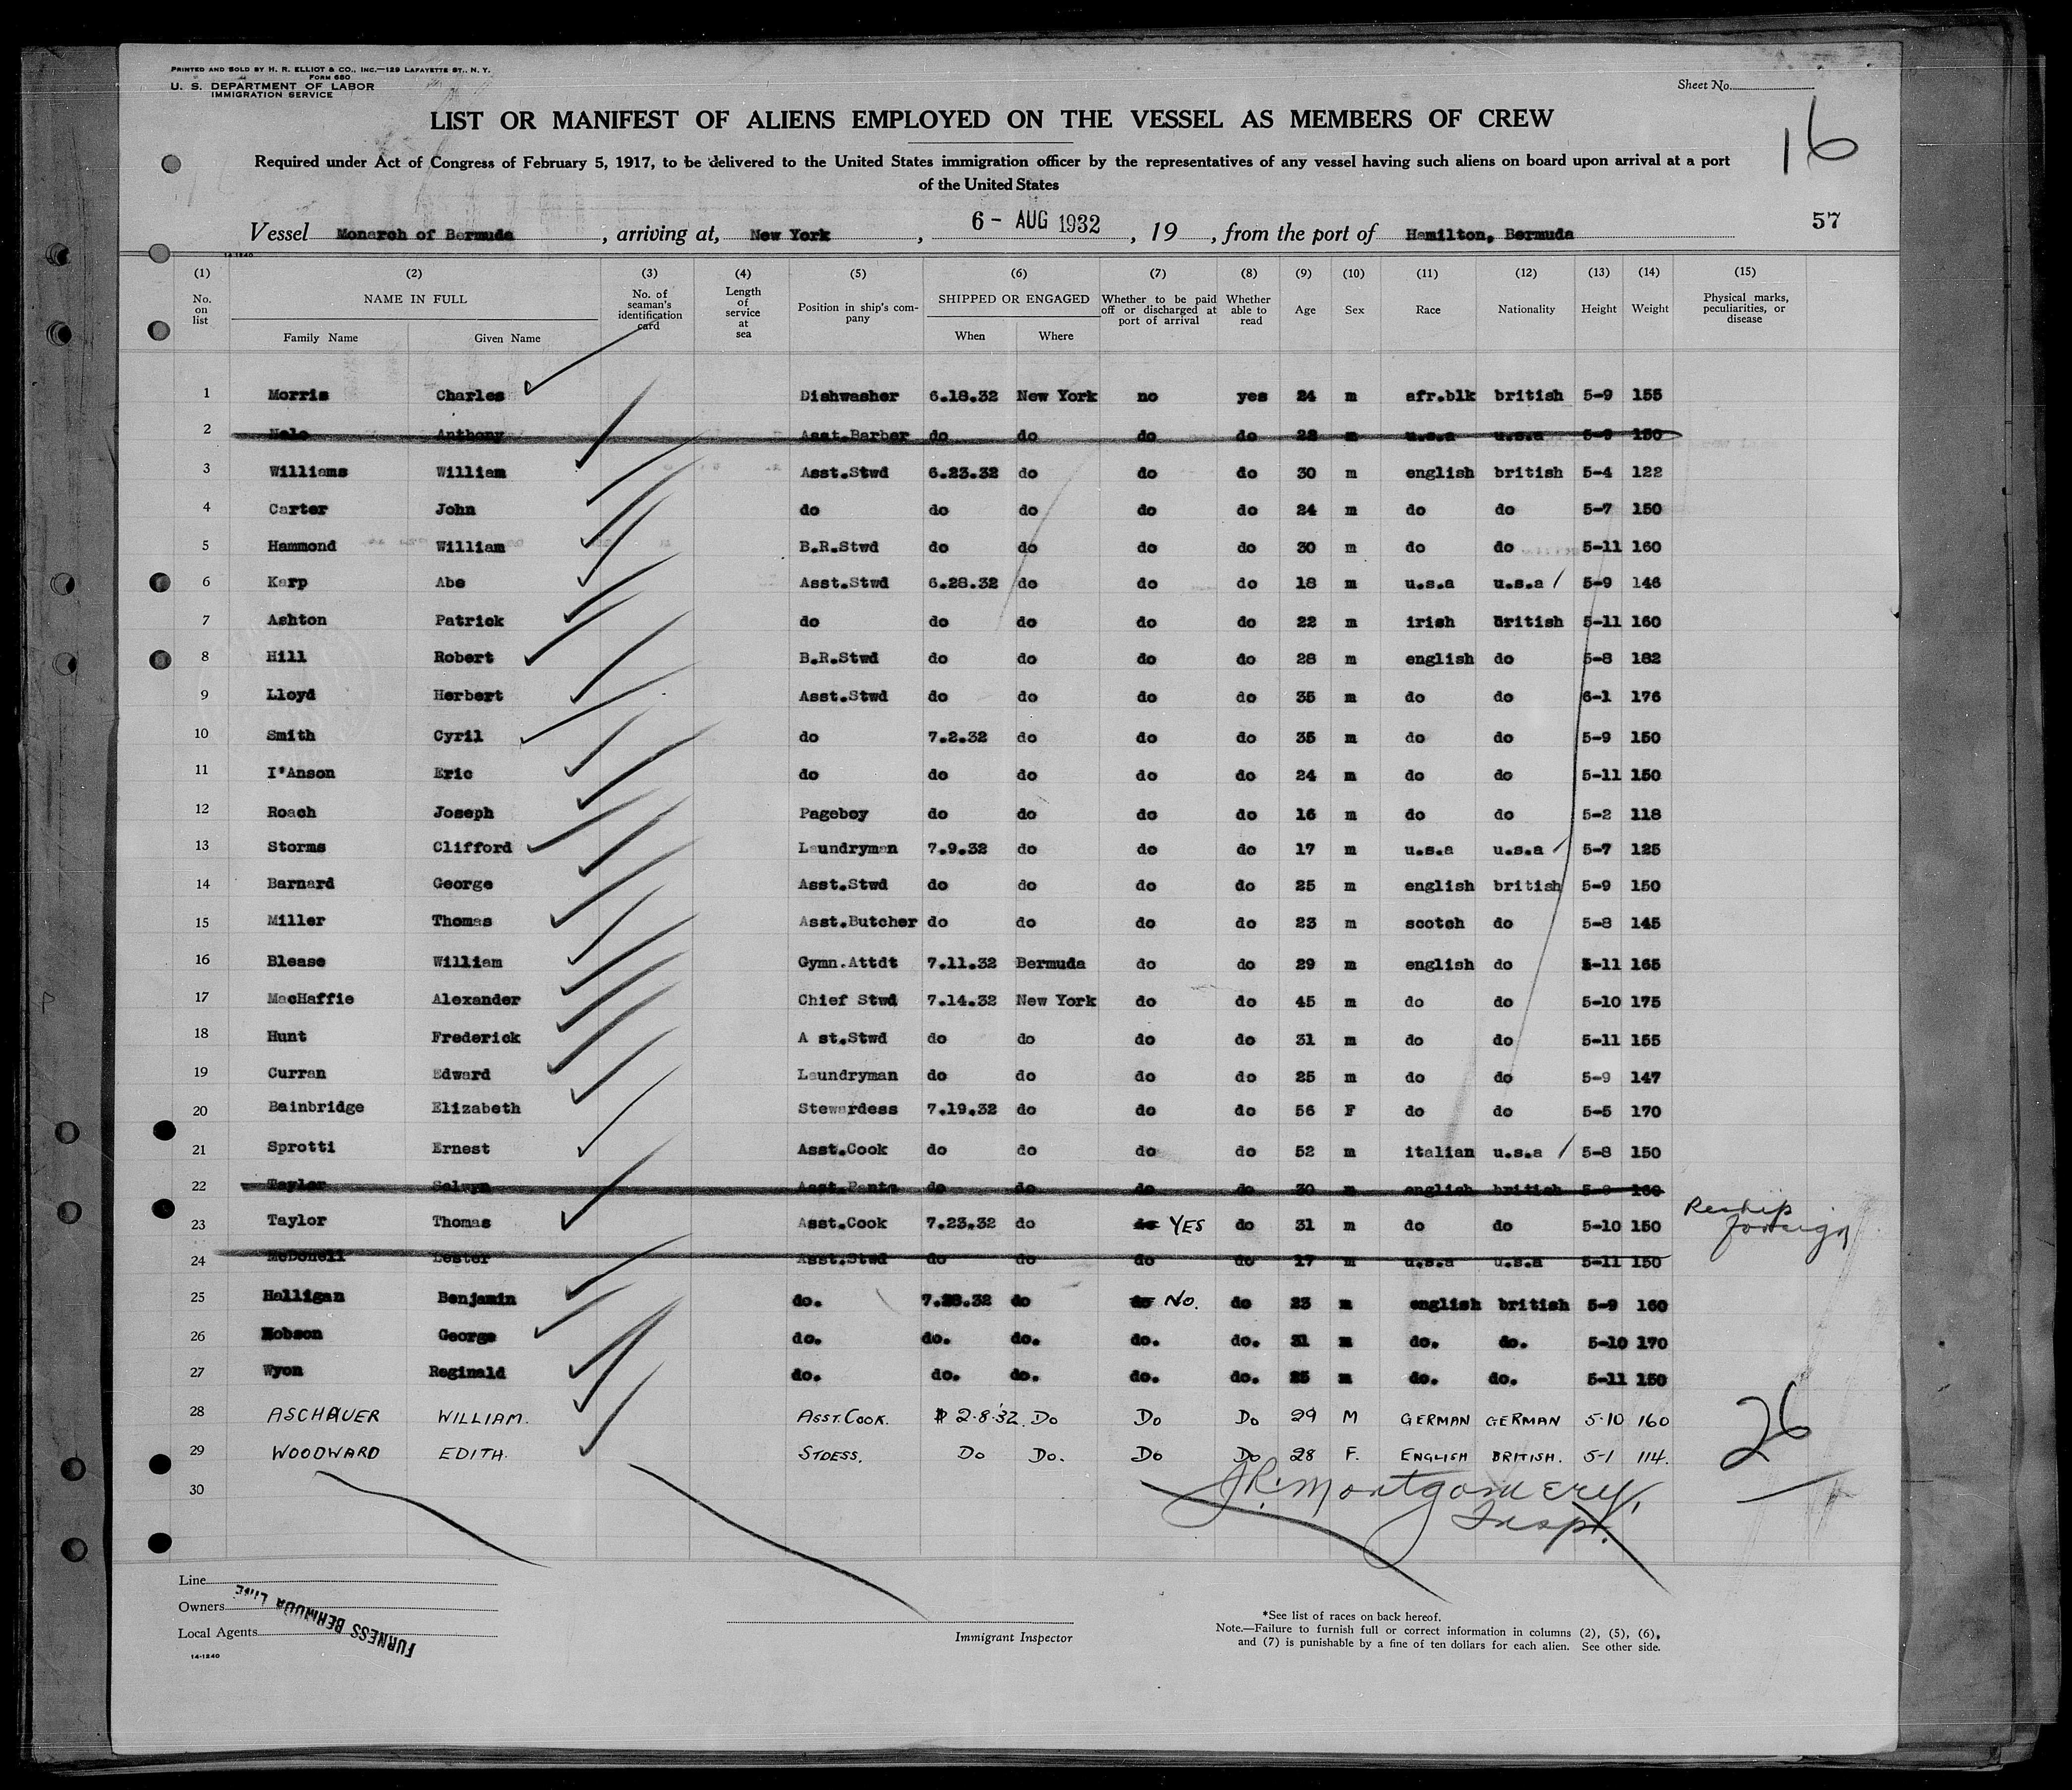 PRINTED AND SOLD BY H. R. ELLIOT & CO., INC.—129 LAFAYETTE ST., N. Y.
FORM 680
U. S. DEPARTMENT OF LABOR
IMMIGRATION SERVICE
Sheet No.
16
LIST OR MANIFEST OF ALIENS EMPLOYED ON THE VESSEL AS MEMBERS OF CREW
Required under Act of Congress of February 5, 1917, to be delivered to the United States immigration officer by the representatives of any vessel having such aliens on board upon arrival at a port
of the United States
Vessel Monarch of Bermuda, arriving at, New York, 6 - AUG 1932, 19 , from the port of Hamilton, Bermuda 57
14-1240
(1) (2) (3) (4) (5) (6) (7) (8) (9) (10) (11) (12) (13) (14) (15)
No. on list NAME IN FULL Family Name Given Name No. of seaman's identification card Length of service at sea Position in ship's company SHIPPED OR ENGAGED When Where Whether to be paid off or discharged at port of arrival Whether able to read Age Sex Race Nationality Height Weight Physical marks, peculiarities, or disease
1 Morris Charles Dishwasher 6.18.32 New York no yes 24 m afr.blk british 5-9 155
2 Anthony Asst.Barber do do do do 22 m u.s.a u.s.a 5-9 150
3 Williams William Asst.Stwd 6.23.32 do do do 30 m english british 5-4 122
4 Carter John do do do do do 24 m do do 5-7 150
5 Hammond William B.R.Stwd do do do do 30 m do do 5-11 160
6 Karp Abe Asst.Stwd 6.28.32 do do do 18 m u.s.a u.s.a 5-9 146
7 Ashton Patrick do do do do do 22 m irish British 5-11 160
8 Hill Robert B.R.Stwd do do do do 28 m english do 5-8 182
9 Lloyd Herbert Asst.Stwd do do do do 35 m do do 6-1 176
10 Smith Cyril do 7.2.32 do do do 35 m do do 5-9 150
11 I'Anson Eric do do do do do 24 m do do 5-11 150
12 Roach Joseph Pageboy do do do do 16 m do do 5-2 118
13 Storms Clifford Laundryman 7.9.32 do do do 17 m u.s.a u.s.a 5-7 125
14 Barnard George Asst.Stwd do do do do 25 m english british 5-9 150
15 Miller Thomas Asst.Butcher do do do do 23 m scotch do 5-8 145
16 Blease William Gymn.Attdt 7.11.32 Bermuda do do 29 m english do 5-11 165
17 MacHaffie Alexander Chief Stwd 7.14.32 New York do do 45 m do do 5-10 175
18 Hunt Frederick A st.Stwd do do do do 31 m do do 5-11 155
19 Curran Edward Laundryman do do do do 25 m do do 5-9 147
20 Bainbridge Elizabeth Stewardess 7.19.32 do do do 56 F do do 5-5 170
21 Sprotti Ernest Asst.Cook do do do do 52 m italian u.s.a 5-8 150
22 Taylor Selwyn Asst.Pants do do do do 30 m english british 160
23 Taylor Thomas Asst.Cook 7.23.32 do do YES do 31 m do do 5-10 150 Reship foreign
24 McDonell Lester Asst.Stwd do do do do 17 m u.s.a u.s.a 5-11 150
25 Halligan Benjamin do. 7.28.32 do do NO. do 23 m english british 5-9 160
26 Hobson George do. do. do. do. do. 31 m do. do. 5-10 170
27 Wyon Reginald do. do. do. do. do. 25 m do. do. 5-11 150
28 ASCHAUER WILLIAM. ASST. COOK. 2.8.32. DO DO DO 29 M GERMAN GERMAN 5·10 160
29 WOODWARD EDITH. STDESS. DO DO. DO DO 28 F. ENGLISH BRITISH. 5-1 114.
26
30
J.R. Montgomery,
Insp.
Line
Owners
Local Agents
FURNESS BERMUDA LINE
14-1240
Immigrant Inspector
*See list of races on back hereof.
Note.—Failure to furnish full or correct information in columns (2), (5), (6),
and (7) is punishable by a fine of ten dollars for each alien. See other side.